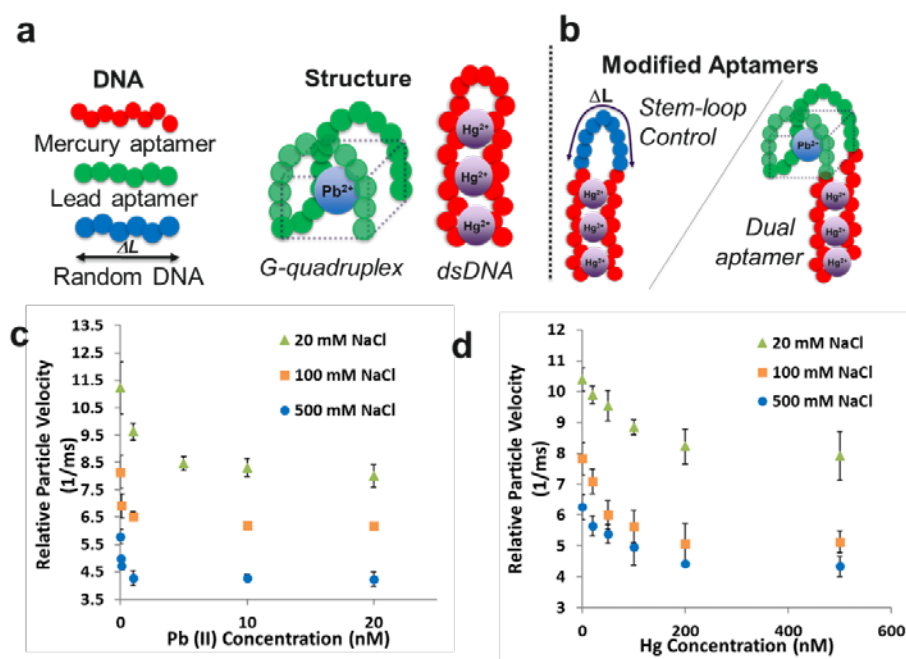 a
DNA
Mercury aptamer
Lead aptamer
ΔL
Random DNA
Structure
Pb2+
G-quadruplex
Hg2+
Hg2+
Hg2+
dsDNA
b
Modified Aptamers
ΔL
Stem-loop
Control
Hg2+
Hg2+
Hg2+
Pb2+
Hg2+
Hg2+
Hg2+
Dual
aptamer
c
Relative Particle Velocity
(1/ms)
13.5
12.5
11.5
10.5
9.5
8.5
7.5
6.5
5.5
4.5
3.5
20 mM NaCl
100 mM NaCl
500 mM NaCl
0
10
20
Pb (II) Concentration (nM)
d
Relative Particle Velocity
(1/ms)
12
11
10
9
8
7
6
5
4
3
20 mM NaCl
100 mM NaCl
500 mM NaCl
0
200
400
600
Hg Concentration (nM)